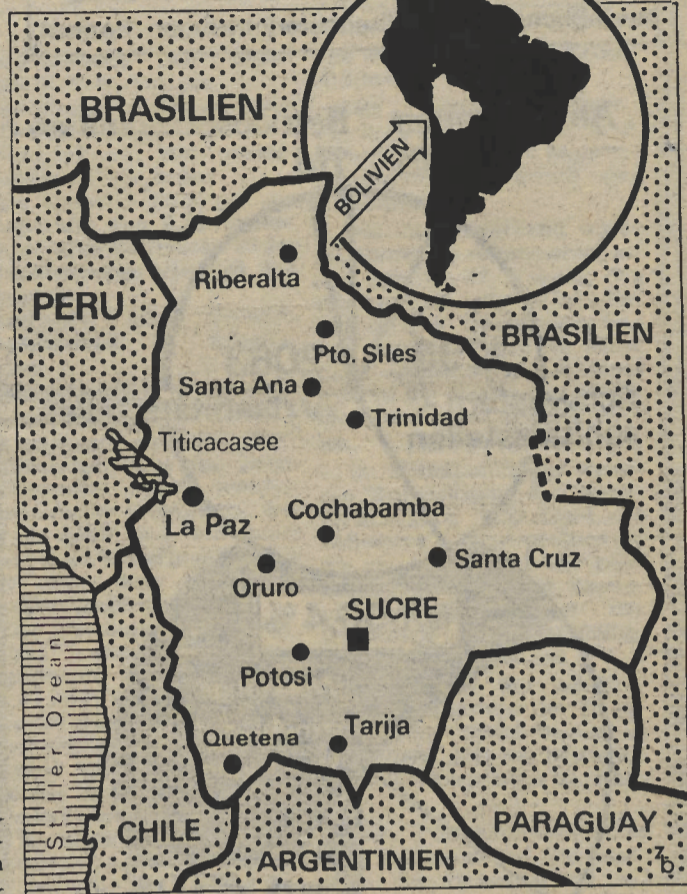 BRASILIEN
BOLIVIEN
Riberalta
PERU
BRASILIEN
Pto. Siles
Santa Ana
Trinidad
Titicacasee
Cochabamba
La Paz
Santa Cruz
Oruro
SUCRE
Potosi
Tarija
Quetena
Stiller Ozean
CHILE
PARAGUAY
ARGENTINIEN